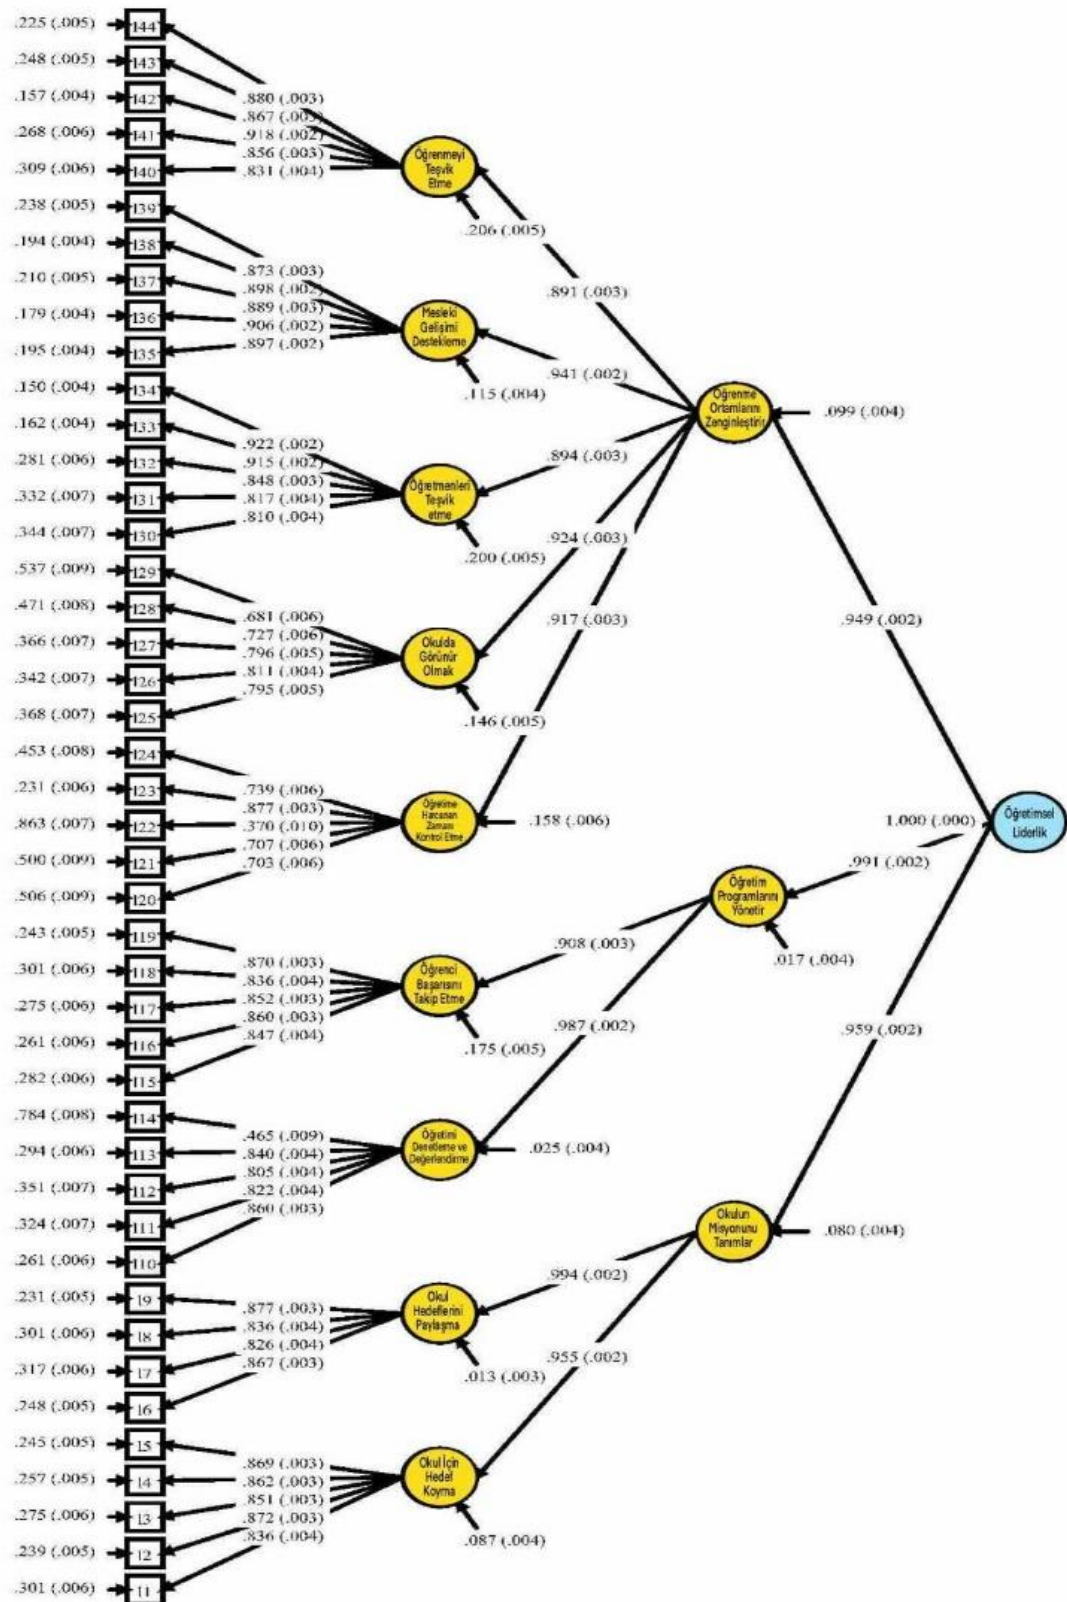 .225 (.005) I44
.248 (.005) I43
.157 (.004) I42
.268 (.006) I41
.309 (.006) I40
.238 (.005) I39
.194 (.004) I38
.210 (.005) I37
.179 (.004) I36
.195 (.004) I35
.150 (.004) I34
.162 (.004) I33
.281 (.006) I32
.332 (.007) I31
.344 (.007) I30
.537 (.009) I29
.471 (.008) I28
.366 (.007) I27
.342 (.007) I26
.368 (.007) I25
.453 (.008) I24
.231 (.006) I23
.863 (.007) I22
.500 (.009) I21
.506 (.009) I20
.243 (.005) I19
.301 (.006) I18
.275 (.006) I17
.261 (.006) I16
.282 (.006) I15
.784 (.008) I14
.294 (.006) I13
.351 (.007) I12
.324 (.007) I11
.261 (.006) I10
.231 (.005) I9
.301 (.006) I8
.317 (.006) I7
.248 (.005) I6
.245 (.005) I5
.257 (.005) I4
.275 (.006) I3
.239 (.005) I2
.301 (.006) I1
.880 (.003)
.867 (.003)
.918 (.002)
.856 (.003)
.831 (.004)
.873 (.003)
.898 (.002)
.889 (.003)
.906 (.002)
.897 (.002)
.922 (.002)
.915 (.002)
.848 (.003)
.817 (.004)
.810 (.004)
.681 (.006)
.727 (.006)
.796 (.005)
.811 (.004)
.795 (.005)
.739 (.006)
.877 (.003)
.370 (.010)
.707 (.006)
.703 (.006)
.870 (.003)
.836 (.004)
.852 (.003)
.860 (.003)
.847 (.004)
.465 (.009)
.840 (.004)
.805 (.004)
.822 (.004)
.860 (.003)
.877 (.003)
.836 (.004)
.826 (.004)
.867 (.003)
.869 (.003)
.862 (.003)
.851 (.003)
.872 (.003)
.836 (.004)
Öğrenmeyi
Teşvik
Etme
.206 (.005)
Mesleki
Gelişimi
Destekleme
.115 (.004)
Öğretmenleri
Teşvik
etme
.200 (.005)
Okulda
Görünür
Olmak
.146 (.005)
Öğretime
Harcanan
Zamanı
Kontrol Etme
.158 (.006)
Öğrenci
Başarısını
Takip Etme
.175 (.005)
Öğretimi
Denetleme ve
Değerlendirme
.025 (.004)
Okul
Hedeflerini
Paylaşma
.013 (.003)
Okul İçin
Hedef
Koyma
.087 (.004)
.891 (.003)
.941 (.002)
.894 (.003)
.924 (.003)
.917 (.003)
.908 (.003)
.987 (.002)
.994 (.002)
.955 (.002)
Öğrenme
Ortamlarını
Zenginleştirir
.099 (.004)
Öğretim
Programlarını
Yönetir
.017 (.004)
Okulun
Misyonunu
Tanımlar
.080 (.004)
.949 (.002)
1.000 (.000)
.991 (.002)
.959 (.002)
Öğretimsel
Liderlik